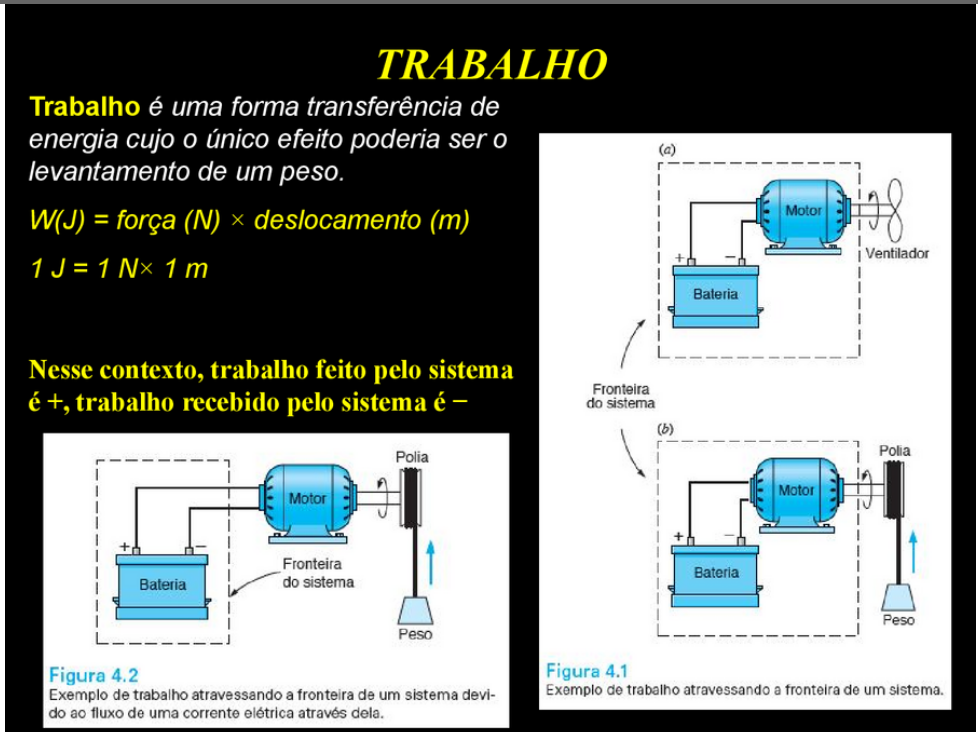 TRABALHO
Trabalho é uma forma transferência de
energia cujo o único efeito poderia ser o
levantamento de um peso.
W(J) = força (N) × deslocamento (m)
1 J = 1 N× 1 m
Nesse contexto, trabalho feito pelo sistema
é +, trabalho recebido pelo sistema é −
Polia
Motor
+ −
Bateria
Fronteira
do sistema
Peso
Figura 4.2
Exemplo de trabalho atravessando a fronteira de um sistema devi-
do ao fluxo de uma corrente elétrica através dela.
(a)
Motor
Ventilador
+ −
Bateria
Fronteira
do sistema
(b)
Polia
Motor
+ −
Bateria
Peso
Figura 4.1
Exemplo de trabalho atravessando a fronteira de um sistema.